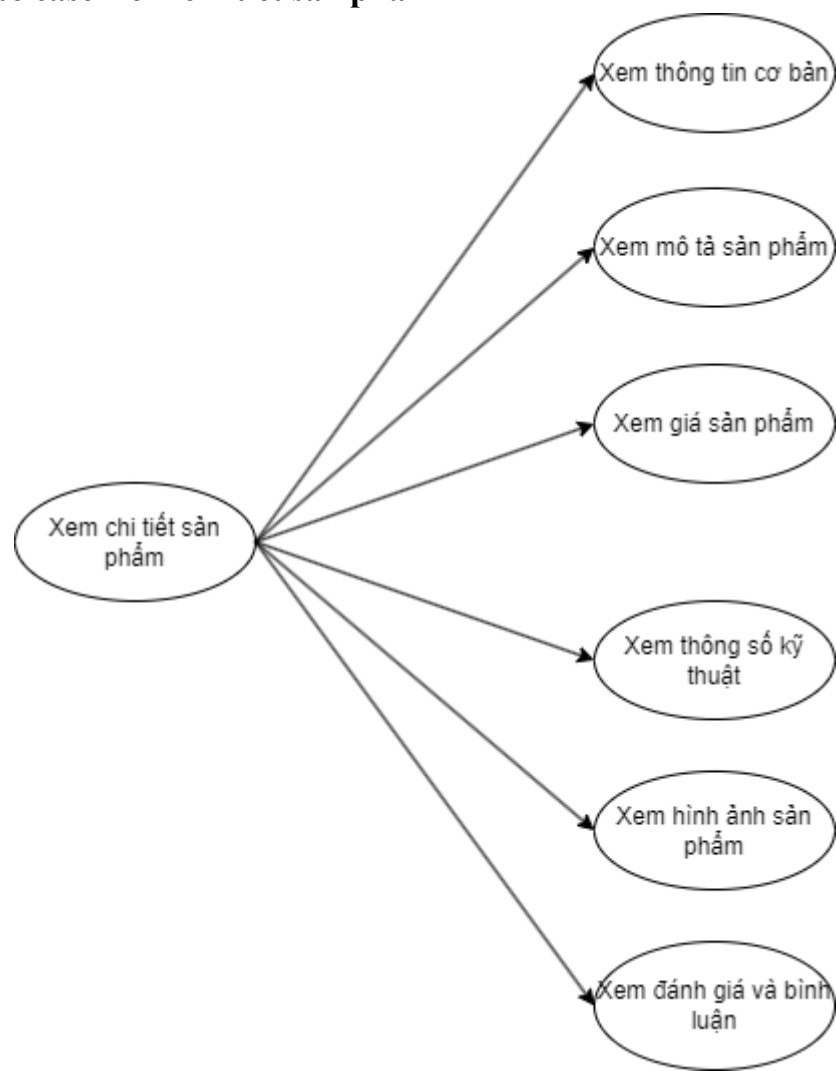 Xem thông tin cơ bản
Xem mô tả sản phẩm
Xem giá sản phẩm
Xem chi tiết sản
phẩm
Xem thông số kỹ
thuật
Xem hình ảnh sản
phẩm
Xem đánh giá và bình
luận